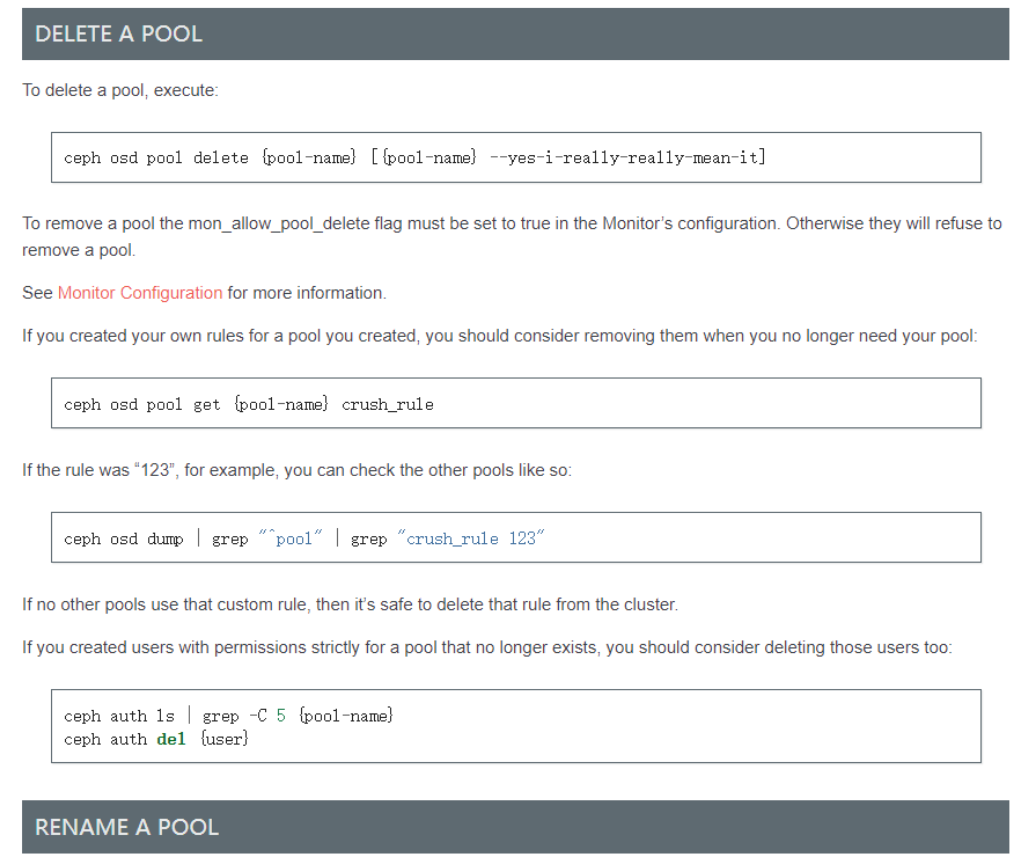 DELETE A POOL
To delete a pool, execute:
ceph osd pool delete {pool-name} [{pool-name} --yes-i-really-really-mean-it]
To remove a pool the mon_allow_pool_delete flag must be set to true in the Monitor's configuration. Otherwise they will refuse to
remove a pool.
See Monitor Configuration for more information.
If you created your own rules for a pool you created, you should consider removing them when you no longer need your pool:
ceph osd pool get {pool-name} crush_rule
If the rule was “123”, for example, you can check the other pools like so:
ceph osd dump | grep "^pool" | grep "crush_rule 123"
If no other pools use that custom rule, then it's safe to delete that rule from the cluster.
If you created users with permissions strictly for a pool that no longer exists, you should consider deleting those users too:
ceph auth ls | grep -C 5 {pool-name}
ceph auth del {user}
RENAME A POOL